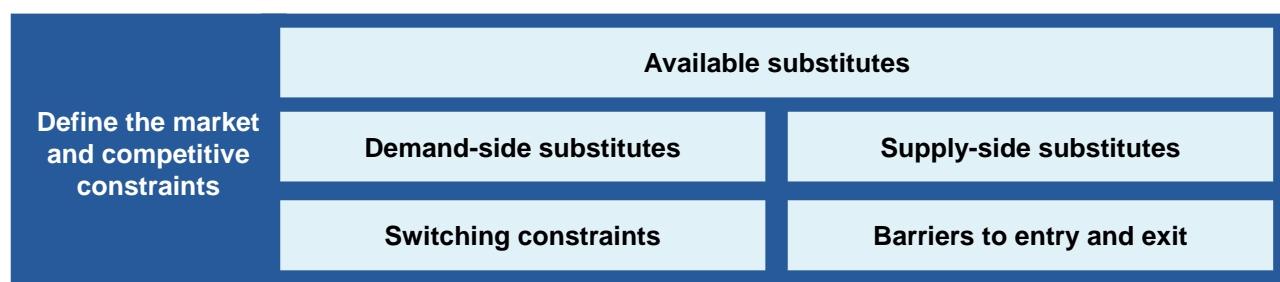 Define the market
and competitive
constraints
Available substitutes
Demand-side substitutes
Supply-side substitutes
Switching constraints
Barriers to entry and exit